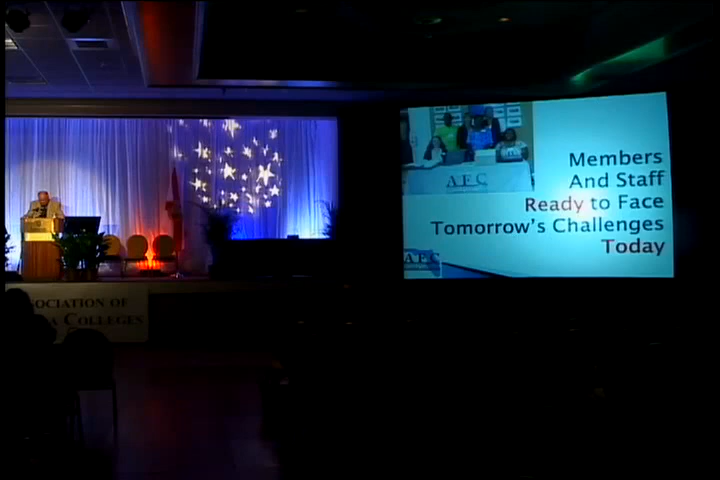 AFC
Members
And Staff
Ready to Face
Tomorrow's Challenges
Today
AFC
OCIATION OF
A COLLEGES